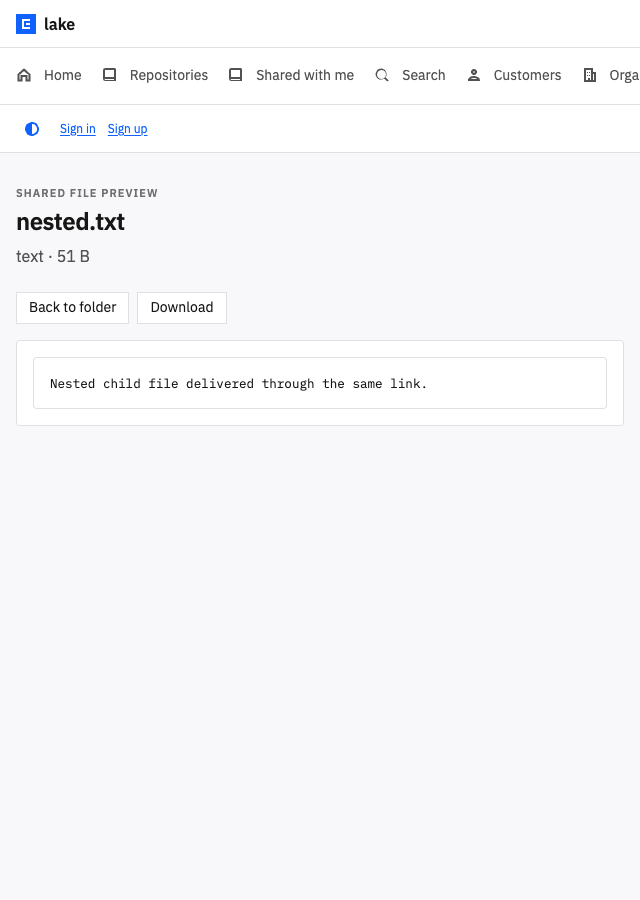 lake
Home Repositories Shared with me Search Customers Orga
Sign in Sign up
SHARED FILE PREVIEW
nested.txt
text · 51 B
Back to folder Download
Nested child file delivered through the same link.